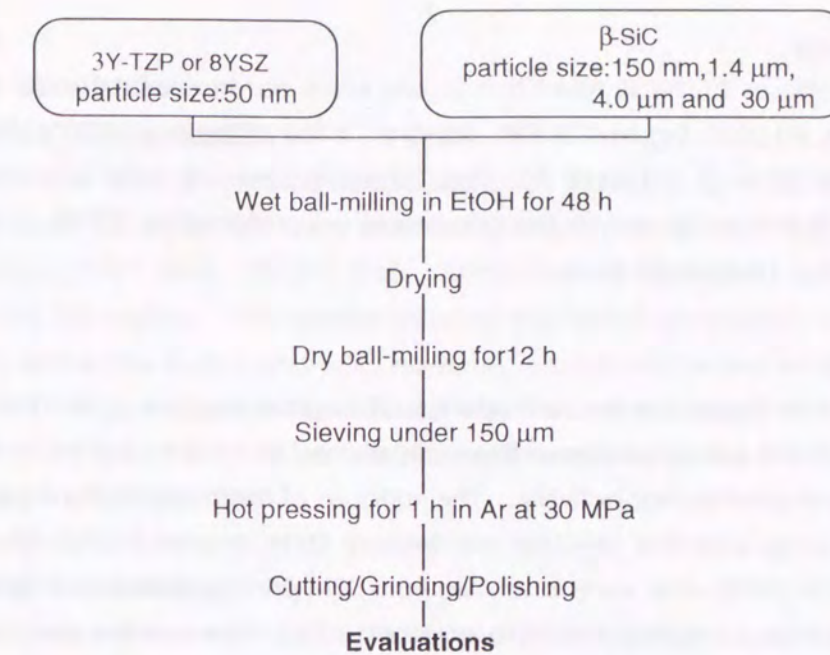 3Y-TZP or 8YSZ
particle size:50 nm
β-SiC
particle size:150 nm,1.4 μm,
4.0 μm and 30 μm
Wet ball-milling in EtOH for 48 h
Drying
Dry ball-milling for12 h
Sieving under 150 μm
Hot pressing for 1 h in Ar at 30 MPa
Cutting/Grinding/Polishing
Evaluations